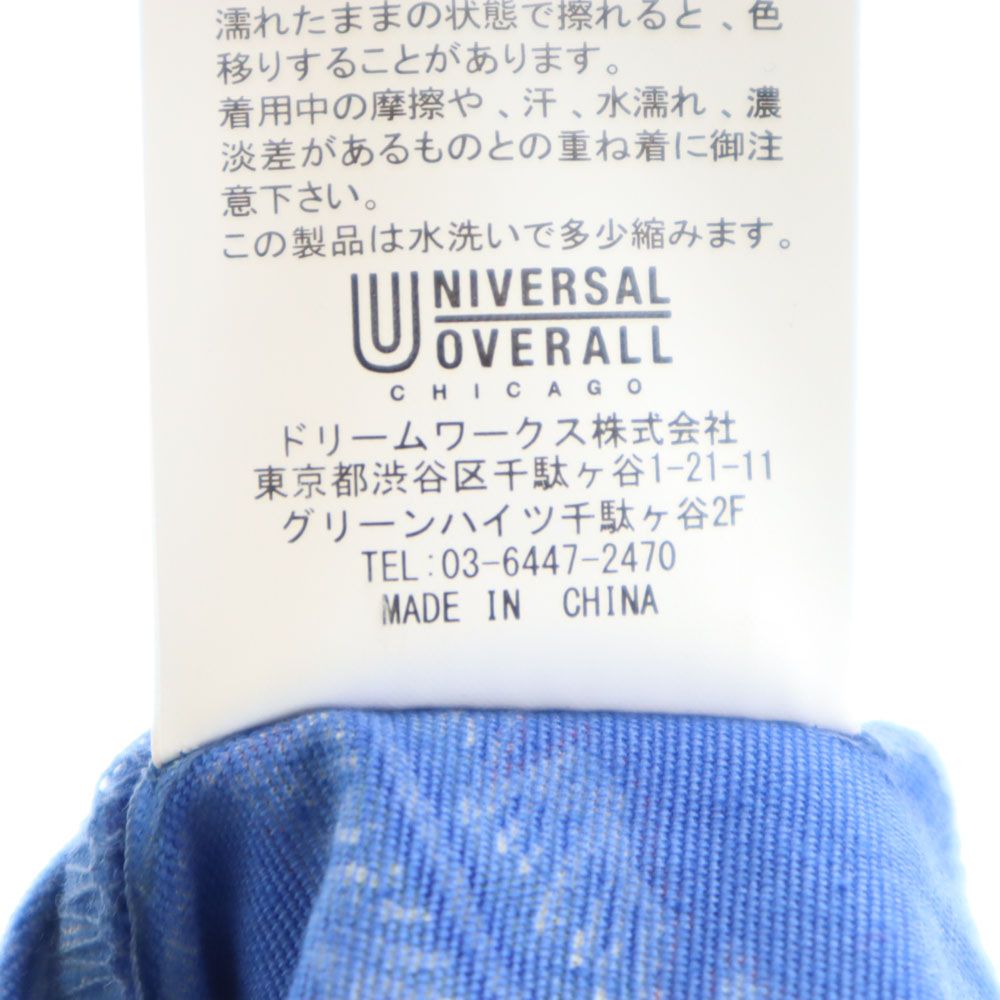 濡れたままの状態で擦れると、色
移りすることがあります。
着用中の摩擦や、汗、水濡れ、濃
淡差があるものとの重ね着に御注
意下さい。
この製品は水洗いで多少縮みます。
UNIVERSAL
OVERALL
CHICAGO
ドリームワークス株式会社
東京都渋谷区千駄ヶ谷1-21-11
グリーンハイツ千駄ヶ谷2F
TEL:03-6447-2470
MADE IN CHINA